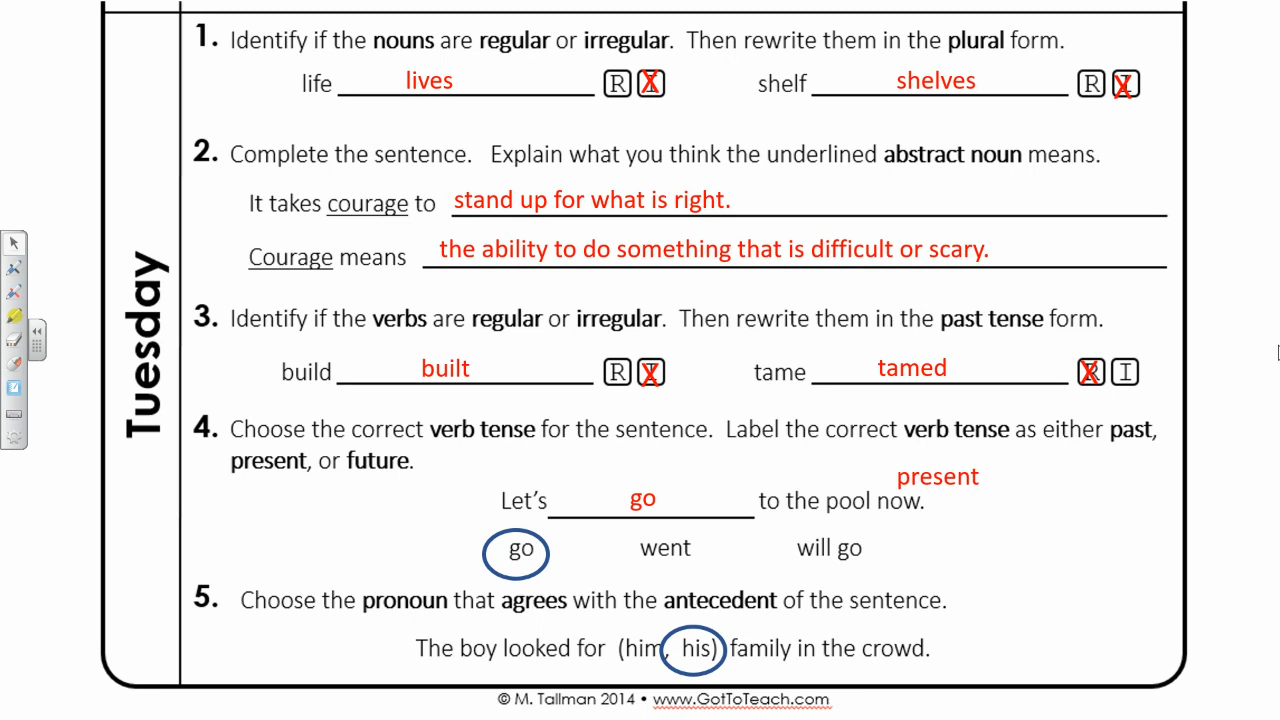 1. Identify if the nouns are regular or irregular. Then rewrite them in the plural form.
life lives R I shelf shelves R I
2. Complete the sentence. Explain what you think the underlined abstract noun means.
It takes courage to stand up for what is right.
Courage means the ability to do something that is difficult or scary.
Tuesday
3. Identify if the verbs are regular or irregular. Then rewrite them in the past tense form.
build built R I tame tamed R I
4. Choose the correct verb tense for the sentence. Label the correct verb tense as either past,
present, or future.
present
Let's go to the pool now.
go went will go
5. Choose the pronoun that agrees with the antecedent of the sentence.
The boy looked for (him, his) family in the crowd.
© M. Tallman 2014 • www.GotToTeach.com